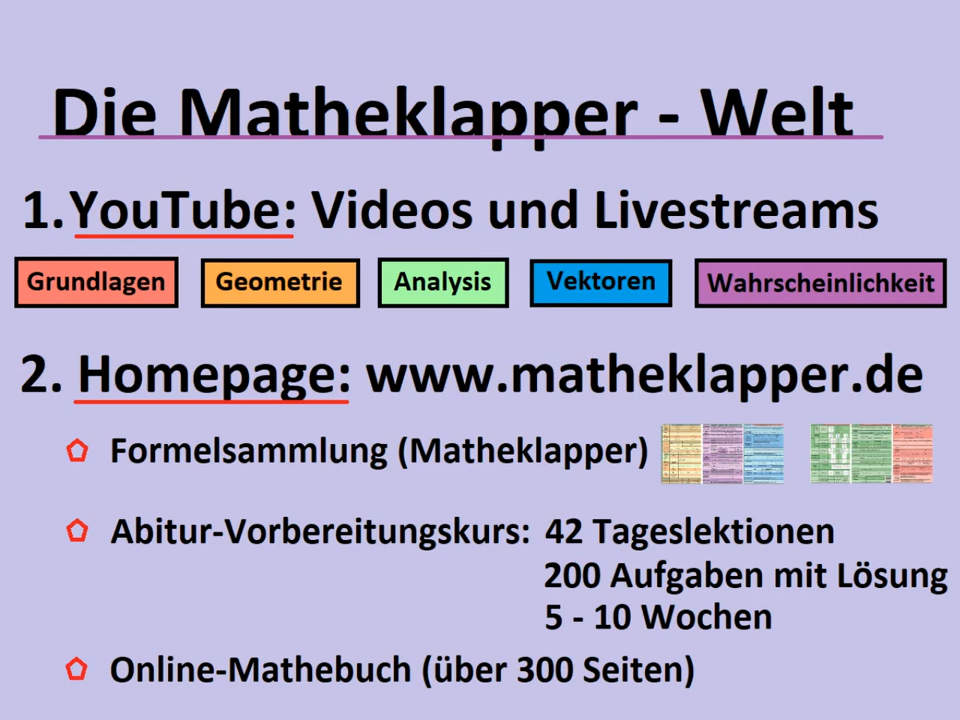 Die Matheklapper - Welt
1. YouTube: Videos und Livestreams
Grundlagen Geometrie Analysis Vektoren Wahrscheinlichkeit
2. Homepage: www.matheklapper.de
Formelsammlung (Matheklapper)
Abitur-Vorbereitungskurs: 42 Tageslektionen
200 Aufgaben mit Lösung
5 - 10 Wochen
Online-Mathebuch (über 300 Seiten)